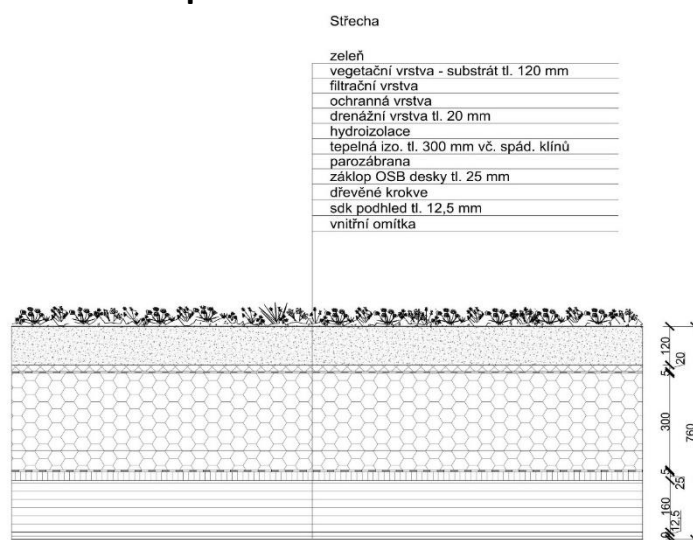 Střecha
zeleň
vegetační vrstva - substrát tl. 120 mm
filtrační vrstva
ochranná vrstva
drenážní vrstva tl. 20 mm
hydroizolace
tepelná izo. tl. 300 mm vč. spád. klínů
parozábrana
záklop OSB desky tl. 25 mm
dřevěné krokve
sdk podhled tl. 12,5 mm
vnitřní omítka
120
20
5
300
760
5
25
160
12,5